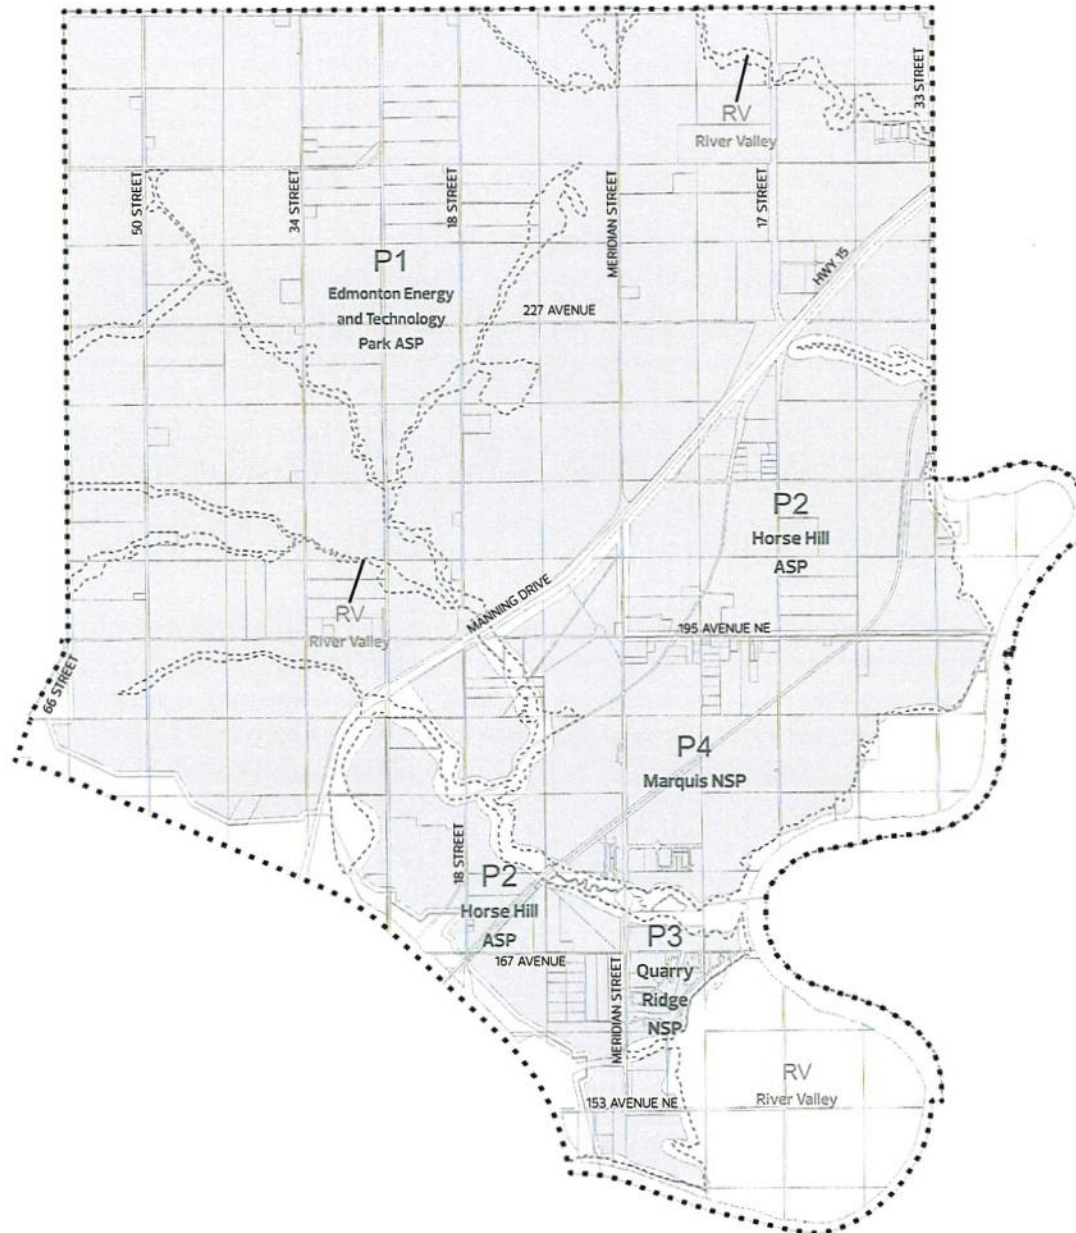 33 STREET
RV
River Valley
50 STREET
34 STREET
18 STREET
MERIDIAN STREET
17 STREET
HWY 15
P1
Edmonton Energy
and Technology
Park ASP
227 AVENUE
P2
Horse Hill
ASP
MANNING DRIVE
RV
River Valley
195 AVENUE NE
66 STREET
P4
Marquis NSP
18 STREET
P2
Horse Hill
ASP
167 AVENUE
P3
Quarry
Ridge
NSP
MERIDIAN STREET
RV
River Valley
153 AVENUE NE